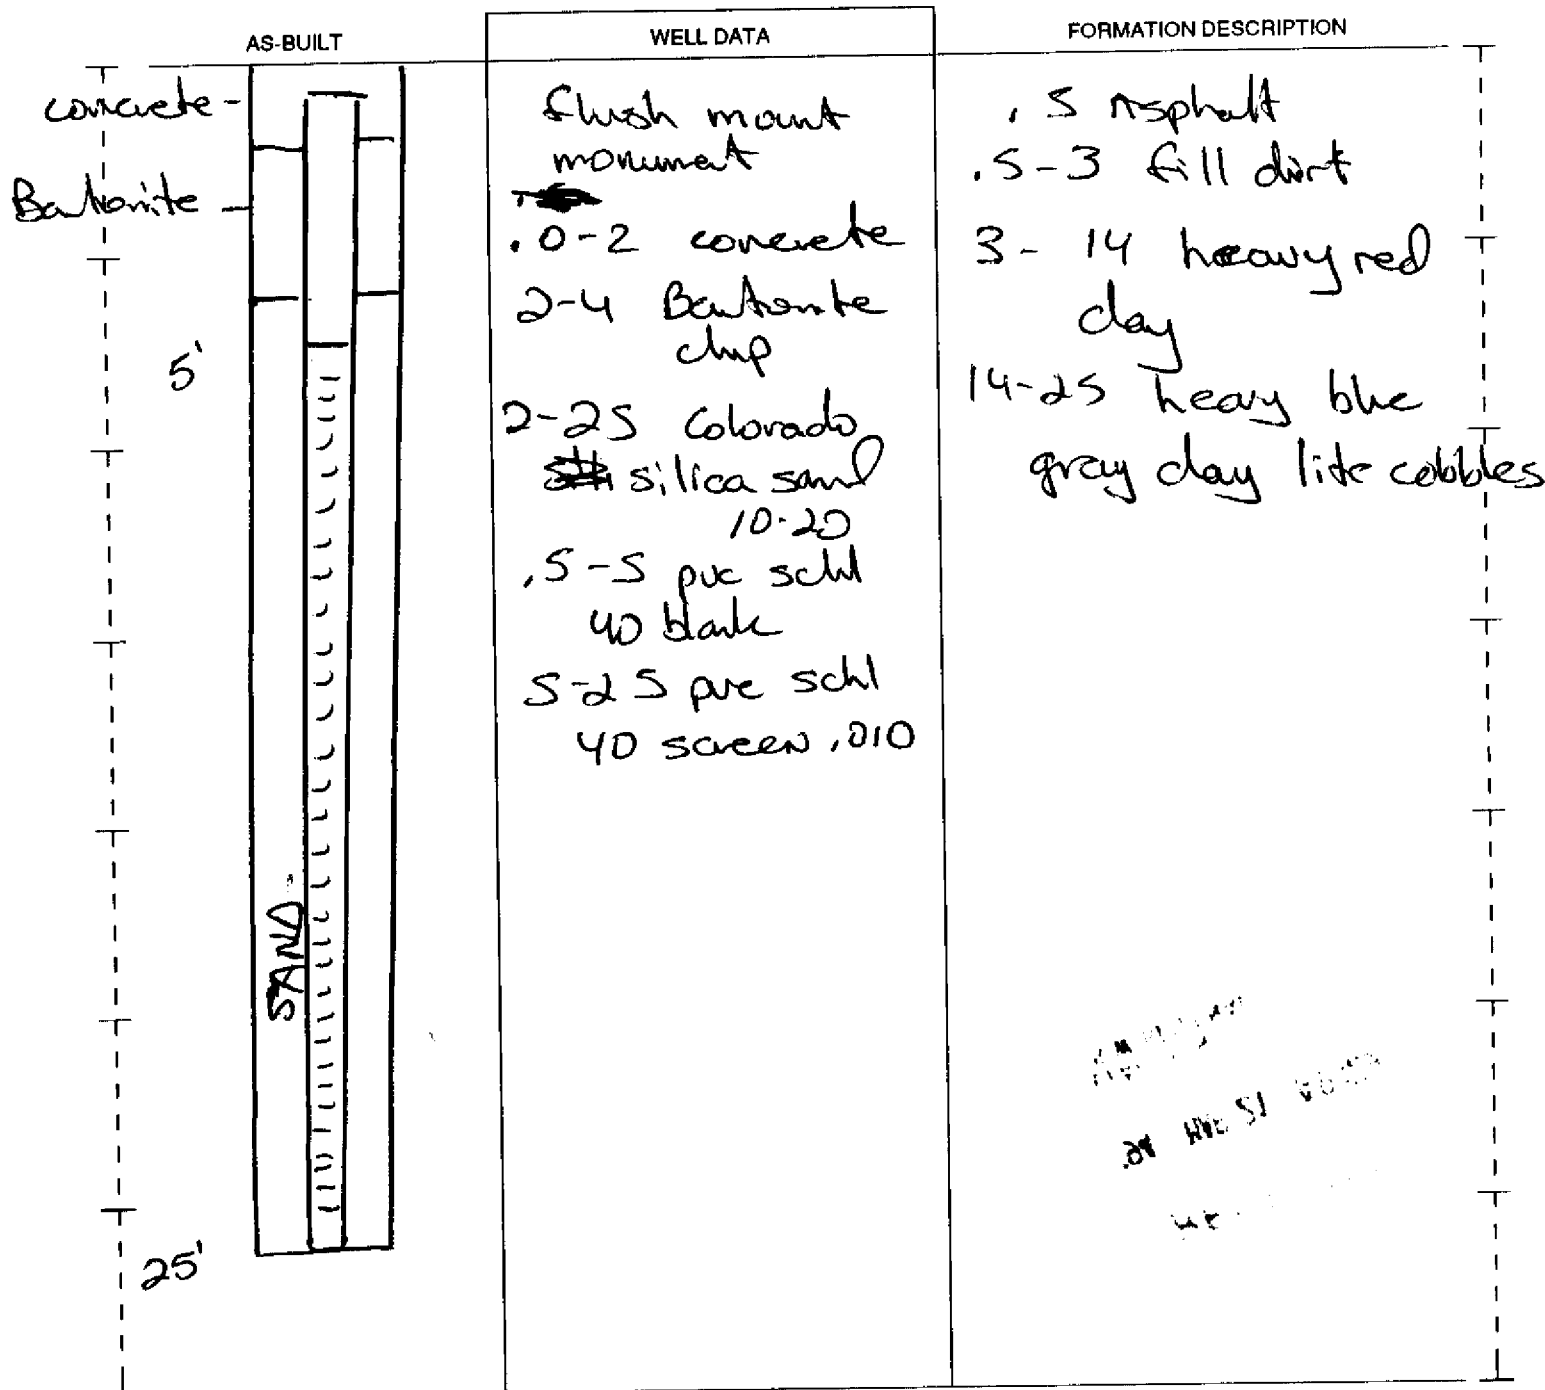 AS-BUILT
WELL DATA
FORMATION DESCRIPTION
concrete -
Bentonite -
5'
SAND -
25'
flush mount
monument
.0-2 concrete
2-4 Bentonite
chip
2-25 Colorado
silica sand
10-20
.5-5 pvc schl
40 blank
5-25 pvc schl
40 screen .010
.5 Asphalt
.5-3 fill dirt
3- 14 heavy red
clay
14-25 heavy blue
gray clay lite cobbles